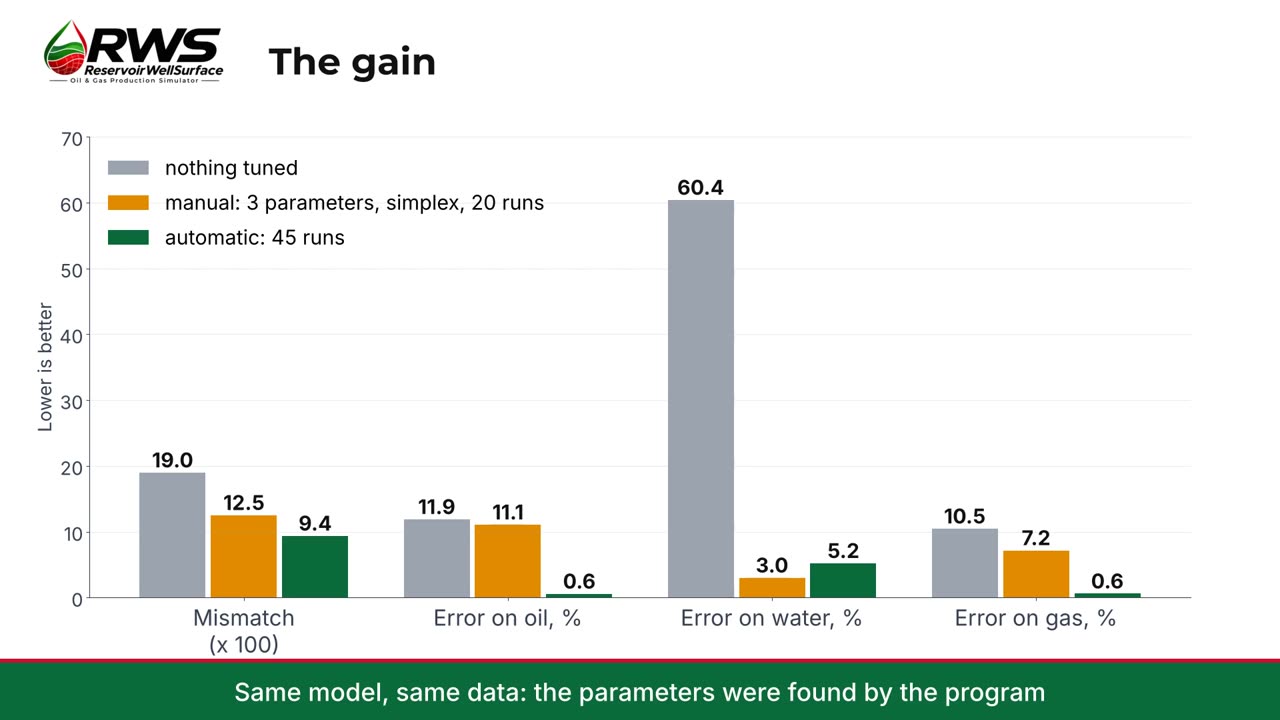 RWS
ReservoirWellSurface
Oil & Gas Production Simulator
The gain
Lower is better
70
60
50
40
30
20
10
0
nothing tuned
manual: 3 parameters, simplex, 20 runs
automatic: 45 runs
19.0
12.5
9.4
11.9
11.1
0.6
60.4
3.0
5.2
10.5
7.2
0.6
Mismatch
(x 100)
Error on oil, %
Error on water, %
Error on gas, %
Same model, same data: the parameters were found by the program